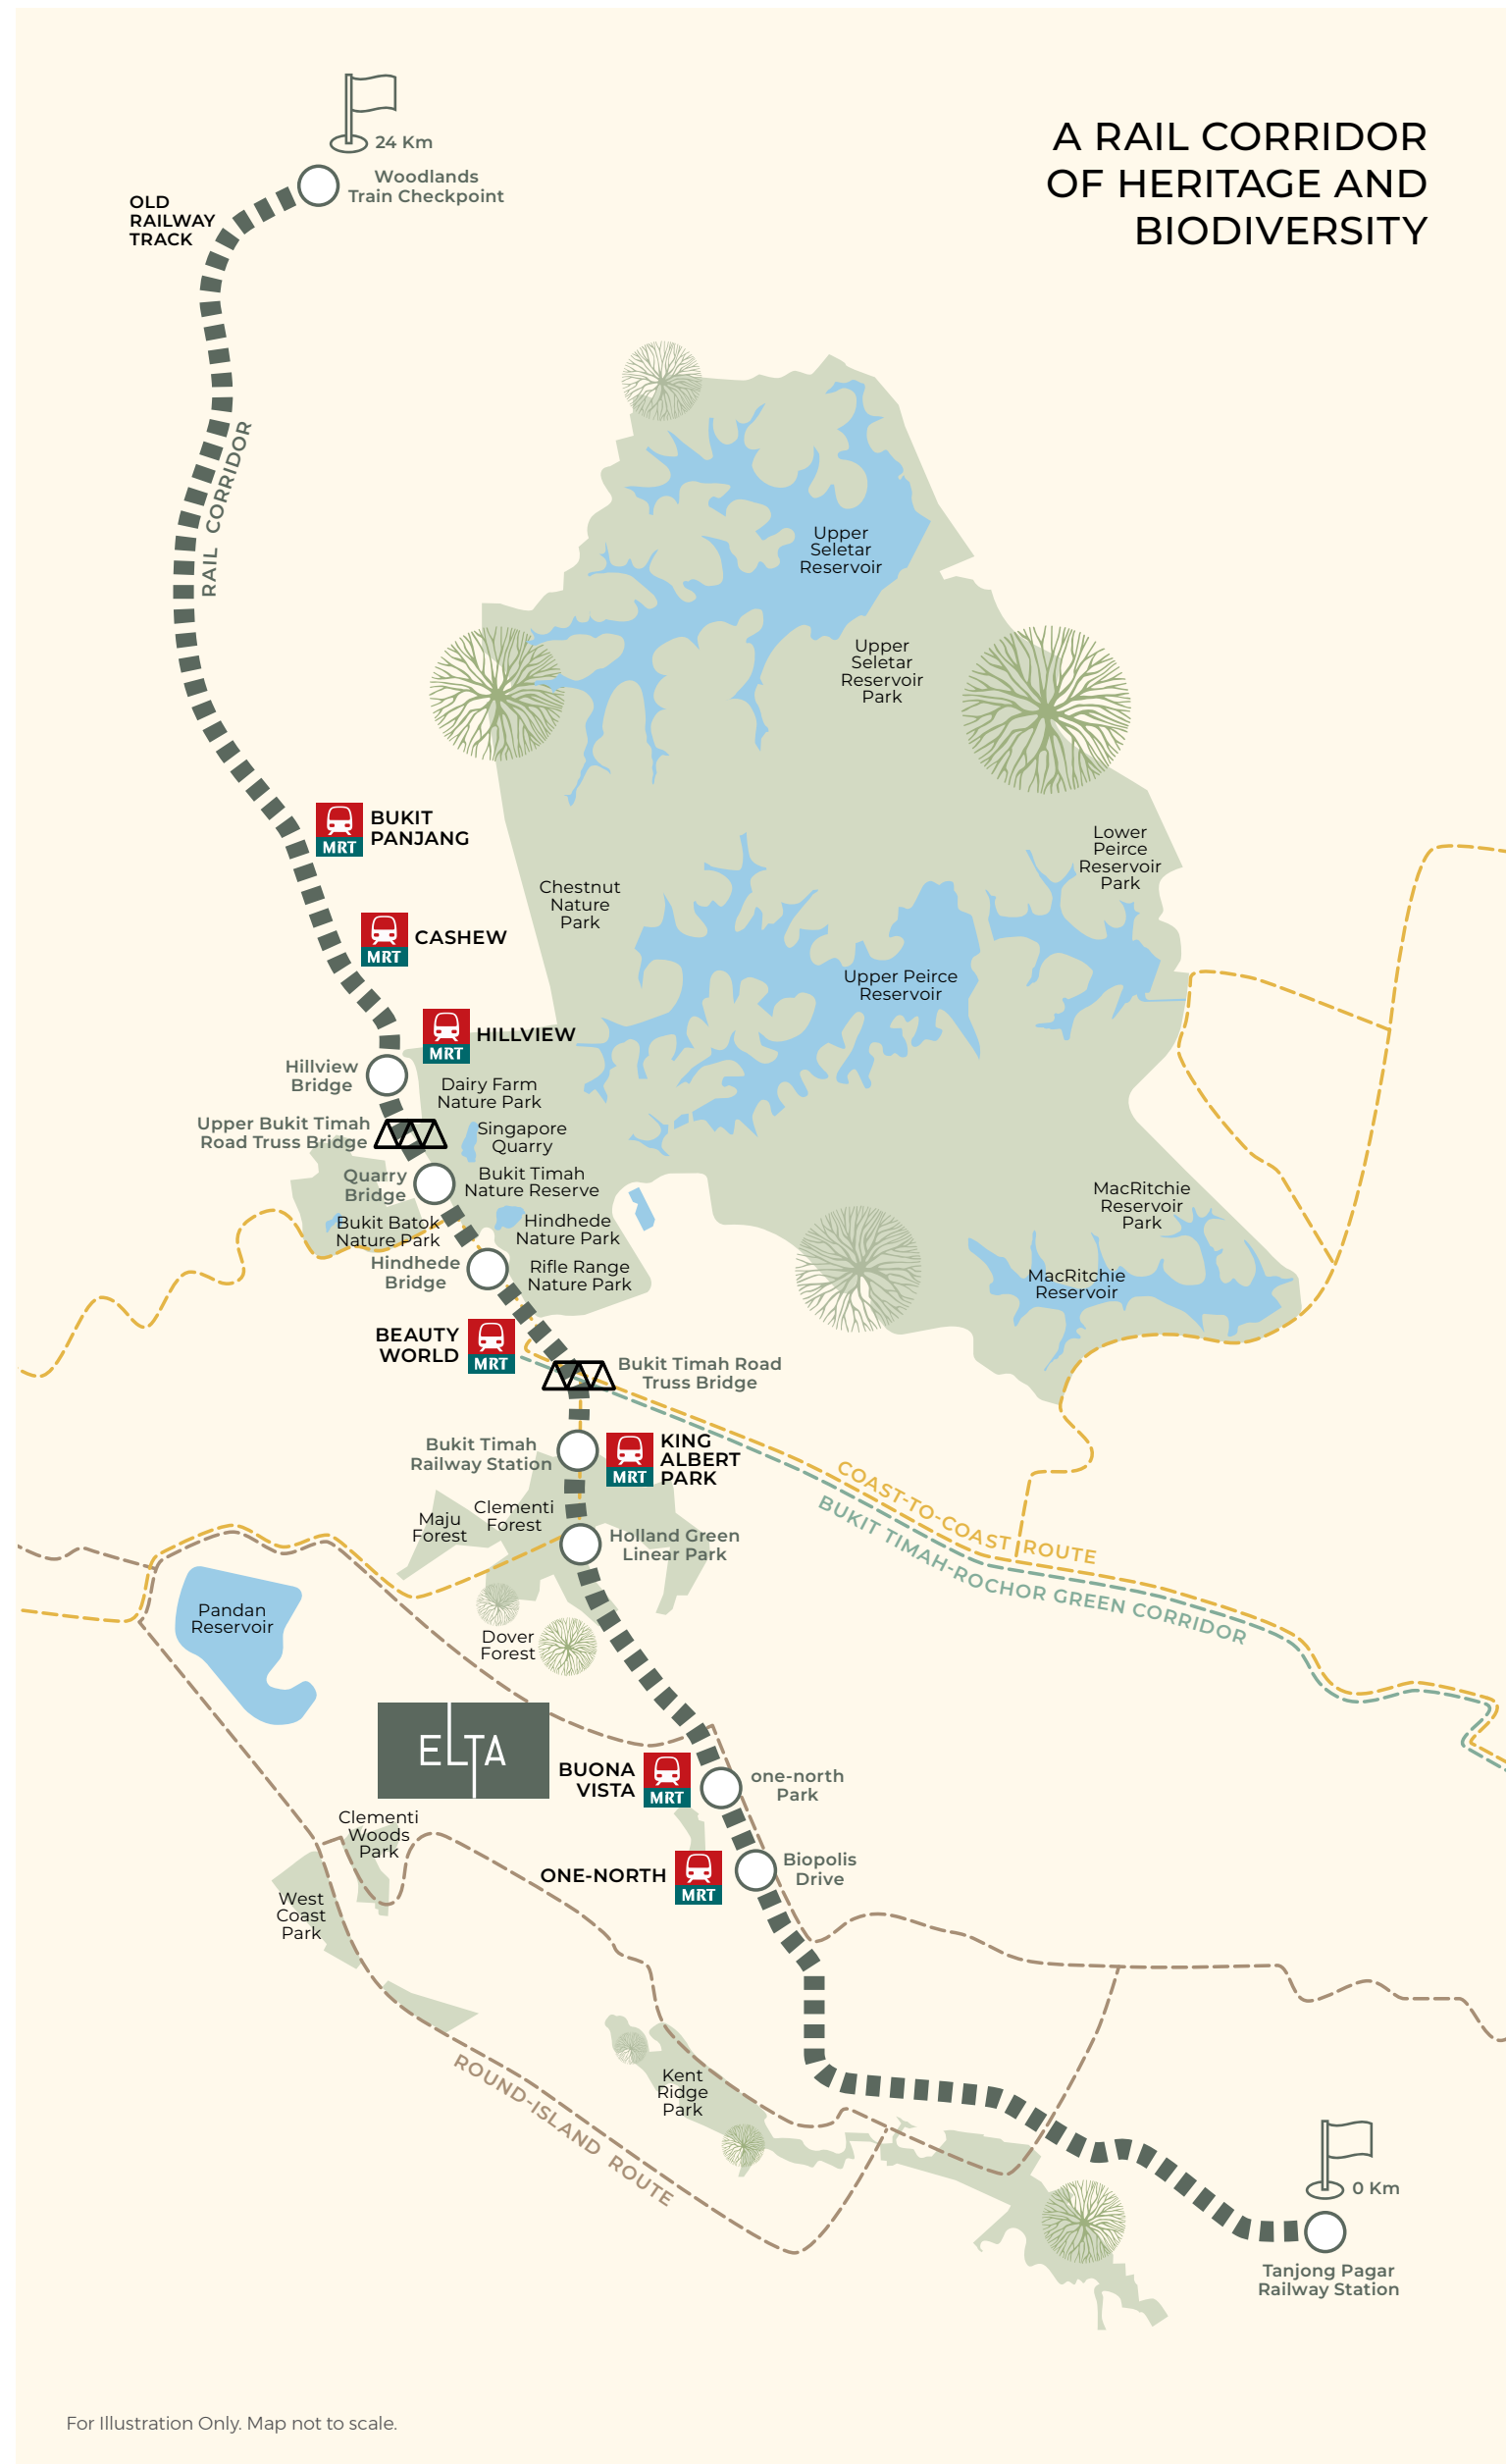 A RAIL CORRIDOR
OF HERITAGE AND
BIODIVERSITY
24 Km
Woodlands
Train Checkpoint
OLD
RAILWAY
TRACK
RAIL CORRIDOR
Upper
Seletar
Reservoir
Upper
Seletar
Reservoir
Park
MRT
BUKIT
PANJANG
Lower
Peirce
Reservoir
Park
Chestnut
Nature
Park
MRT
CASHEW
Upper Peirce
Reservoir
MRT
HILLVIEW
Hillview
Bridge
Dairy Farm
Nature Park
Upper Bukit Timah
Road Truss Bridge
Singapore
Quarry
Quarry
Bridge
Bukit Timah
Nature Reserve
MacRitchie
Reservoir
Park
Bukit Batok
Nature Park
Hindhede
Nature Park
Hindhede
Bridge
Rifle Range
Nature Park
MacRitchie
Reservoir
BEAUTY
WORLD
MRT
Bukit Timah Road
Truss Bridge
Bukit Timah
Railway Station
MRT
KING
ALBERT
PARK
COAST-TO-COAST ROUTE
BUKIT TIMAH-ROCHOR GREEN CORRIDOR
Maju
Forest
Clementi
Forest
Holland Green
Linear Park
Pandan
Reservoir
Dover
Forest
ELTA
BUONA
VISTA
MRT
one-north
Park
Clementi
Woods
Park
ONE-NORTH
MRT
Biopolis
Drive
West
Coast
Park
ROUND-ISLAND ROUTE
Kent
Ridge
Park
0 Km
Tanjong Pagar
Railway Station
For Illustration Only. Map not to scale.